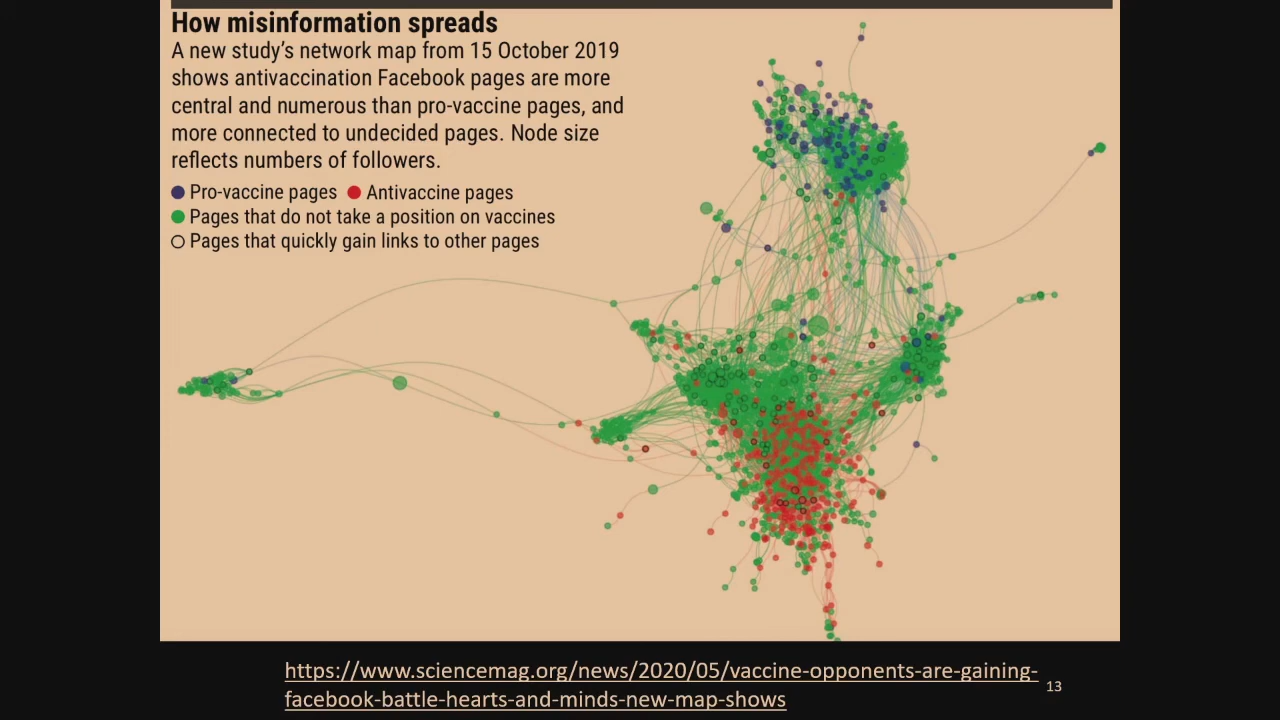 How misinformation spreads
A new study's network map from 15 October 2019
shows antivaccination Facebook pages are more
central and numerous than pro-vaccine pages, and
more connected to undecided pages. Node size
reflects numbers of followers.
Pro-vaccine pages Antivaccine pages
Pages that do not take a position on vaccines
Pages that quickly gain links to other pages
https://www.sciencemag.org/news/2020/05/vaccine-opponents-are-gaining-
facebook-battle-hearts-and-minds-new-map-shows
13